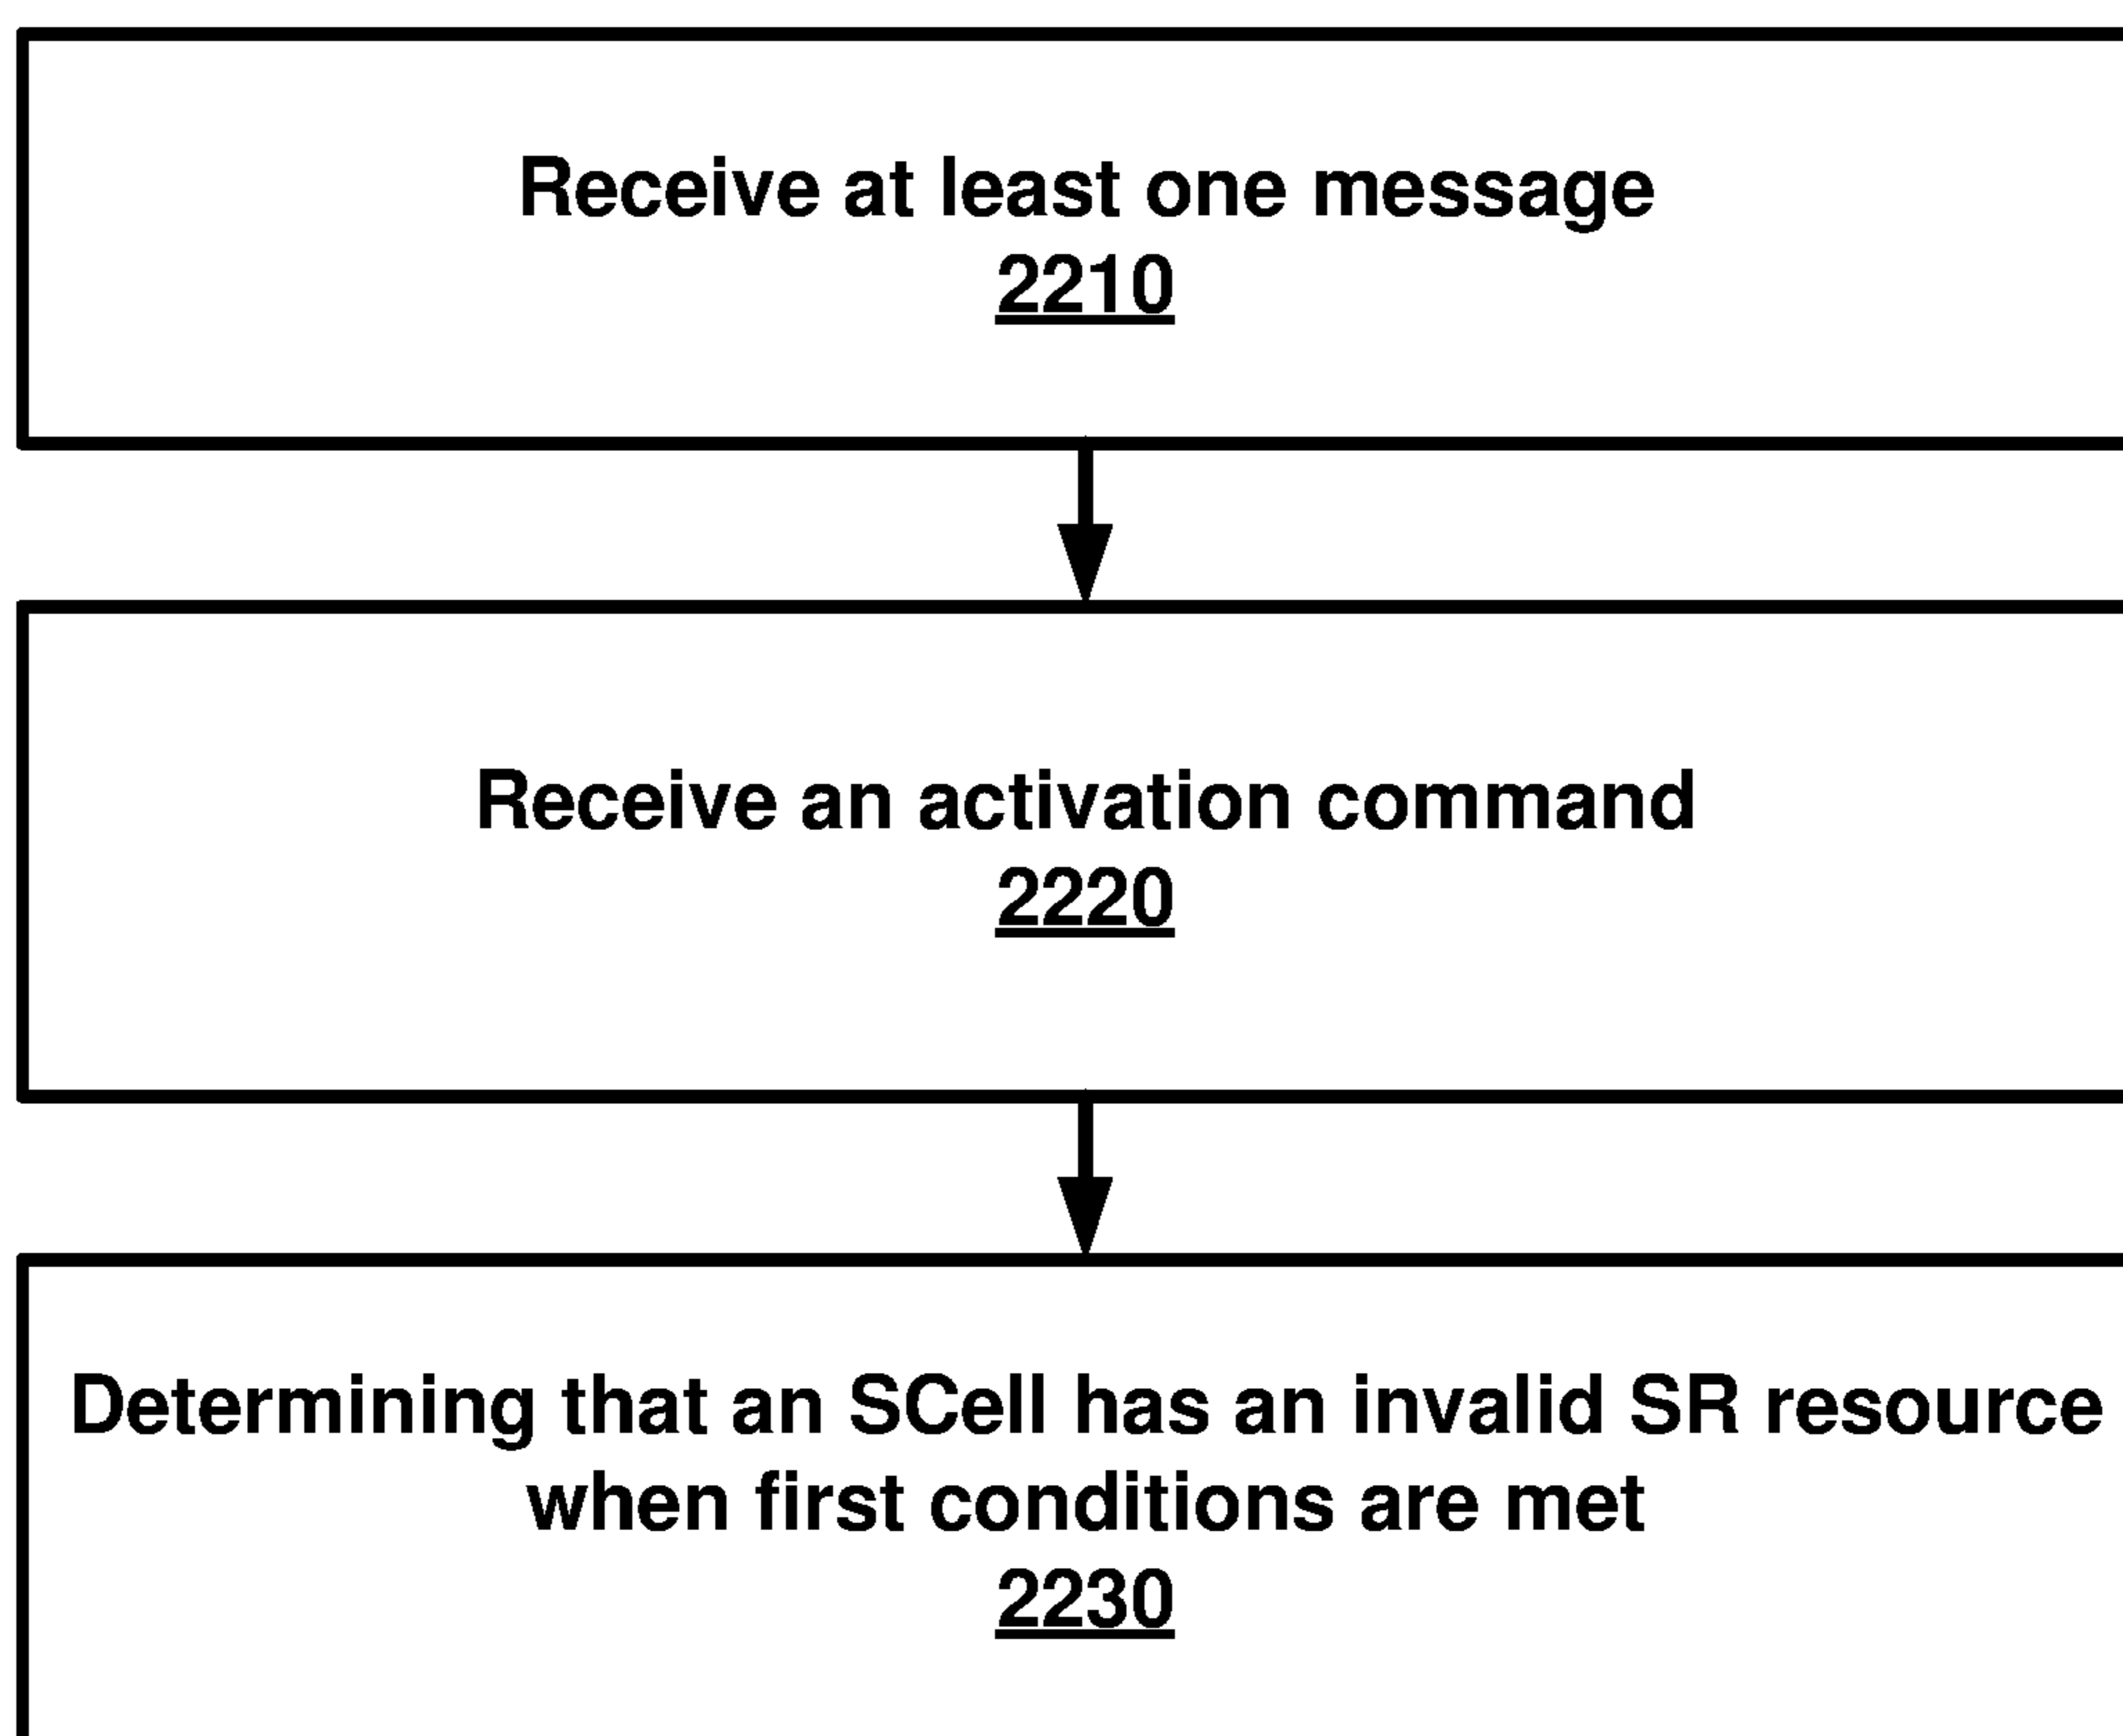 Receive at least one message
2210
Receive an activation command
2220
Determining that an SCell has an invalid SR resource
when first conditions are met
2230